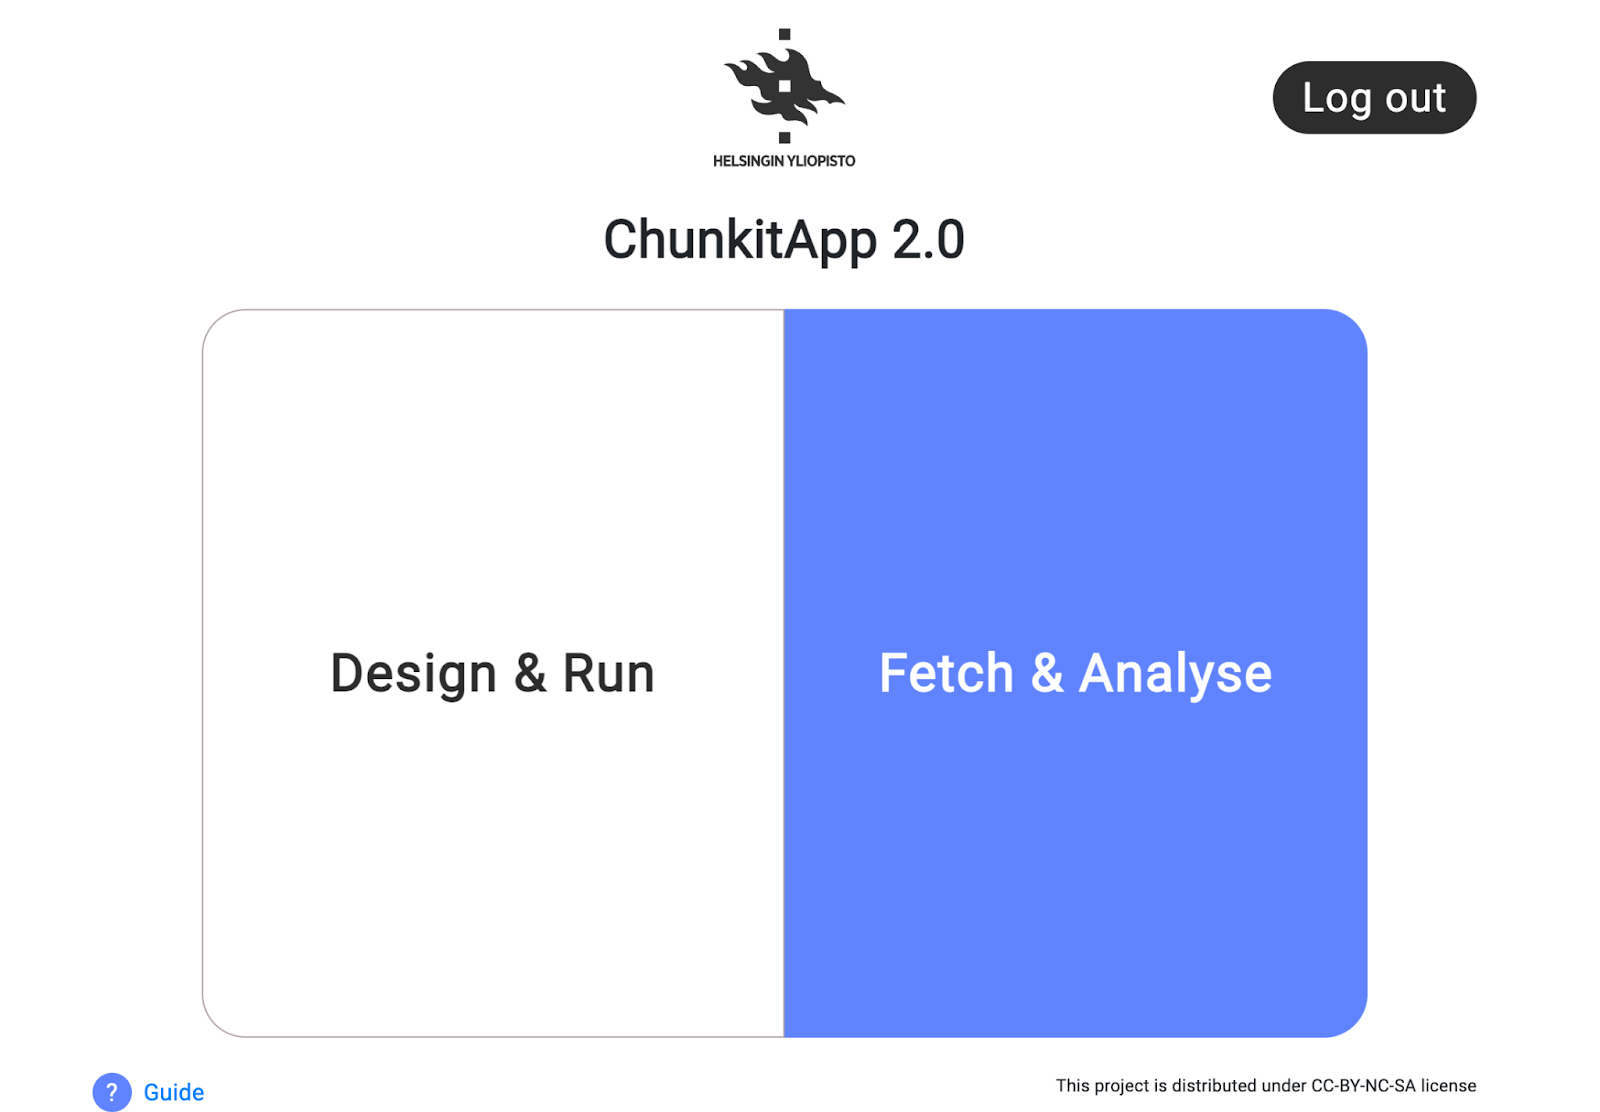 Log out
HELSINGIN YLIOPISTO
ChunkitApp 2.0
Design & Run
Fetch & Analyse
? Guide
This project is distributed under CC-BY-NC-SA license